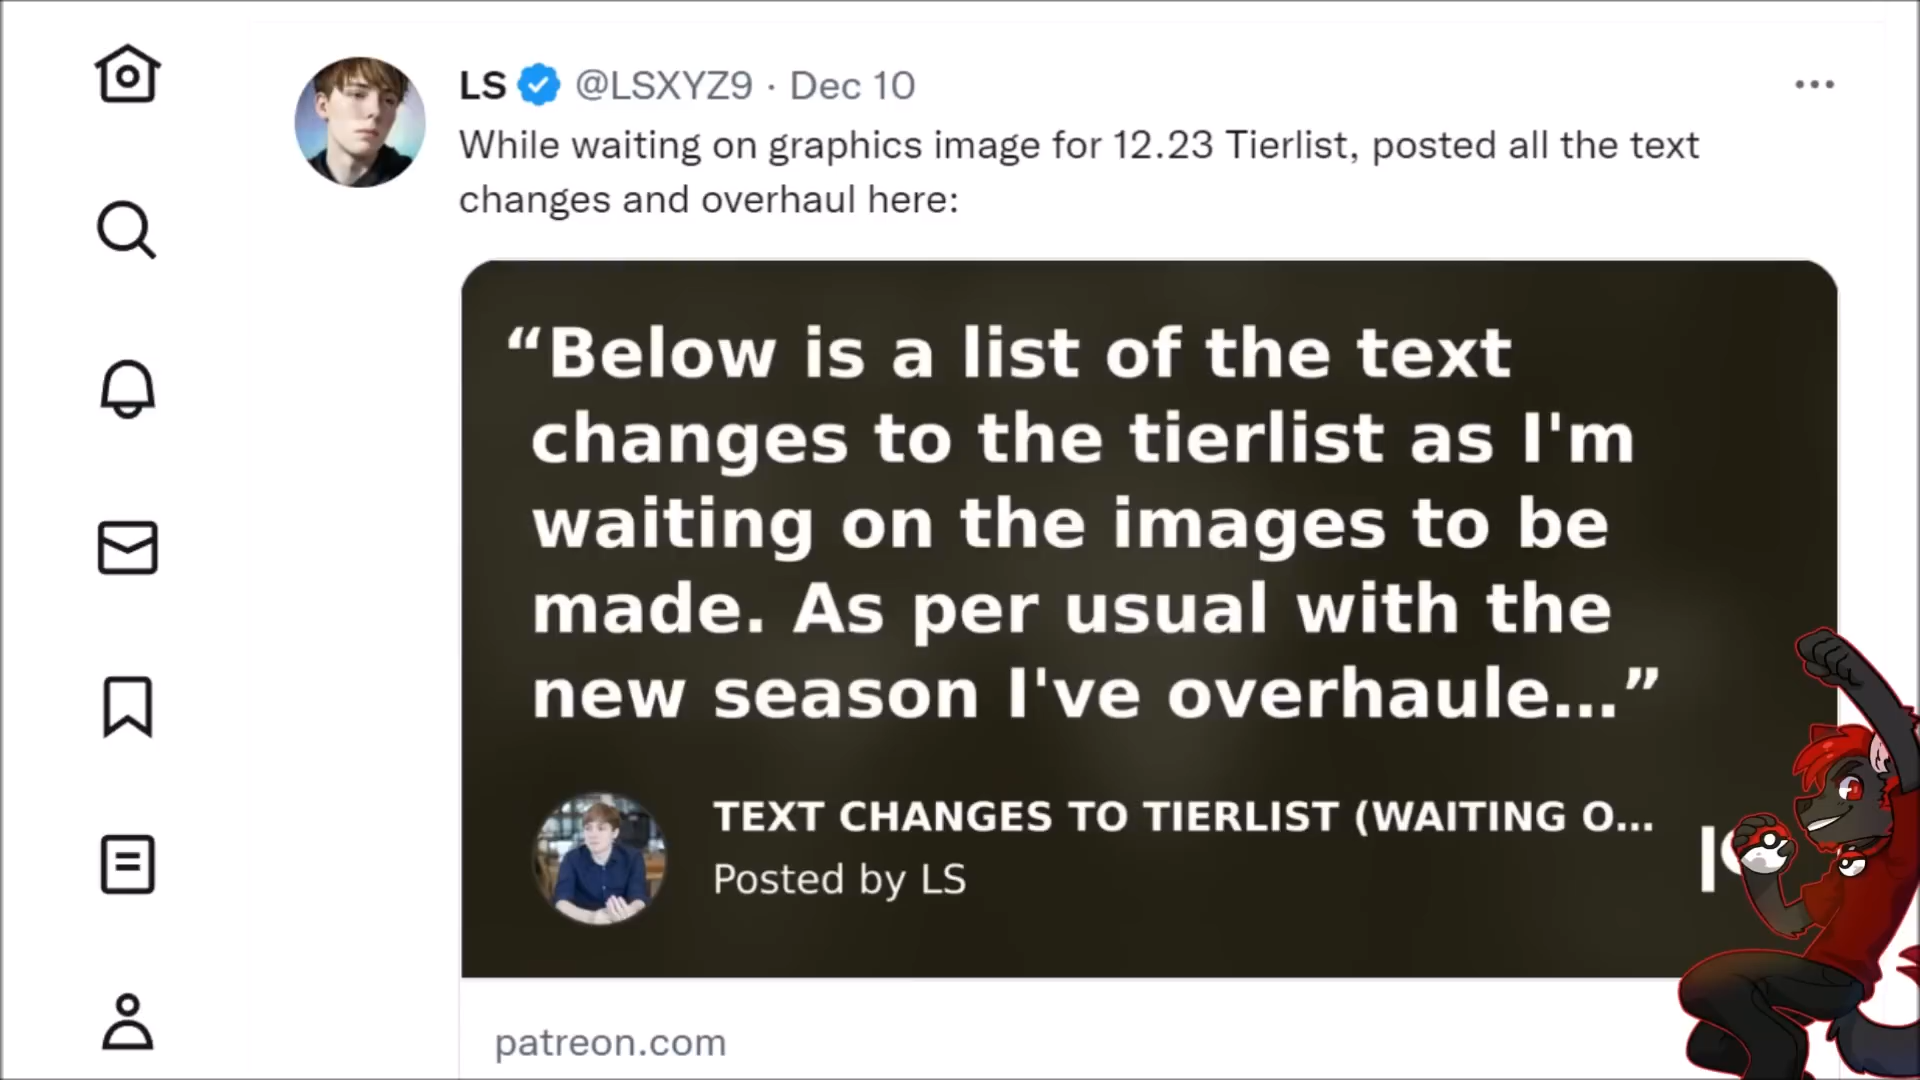 LS @LSXYZ9 · Dec 10
While waiting on graphics image for 12.23 Tierlist, posted all the text
changes and overhaul here:
“Below is a list of the text
changes to the tierlist as I'm
waiting on the images to be
made. As per usual with the
new season I've overhaule...”
TEXT CHANGES TO TIERLIST (WAITING O...
Posted by LS
patreon.com